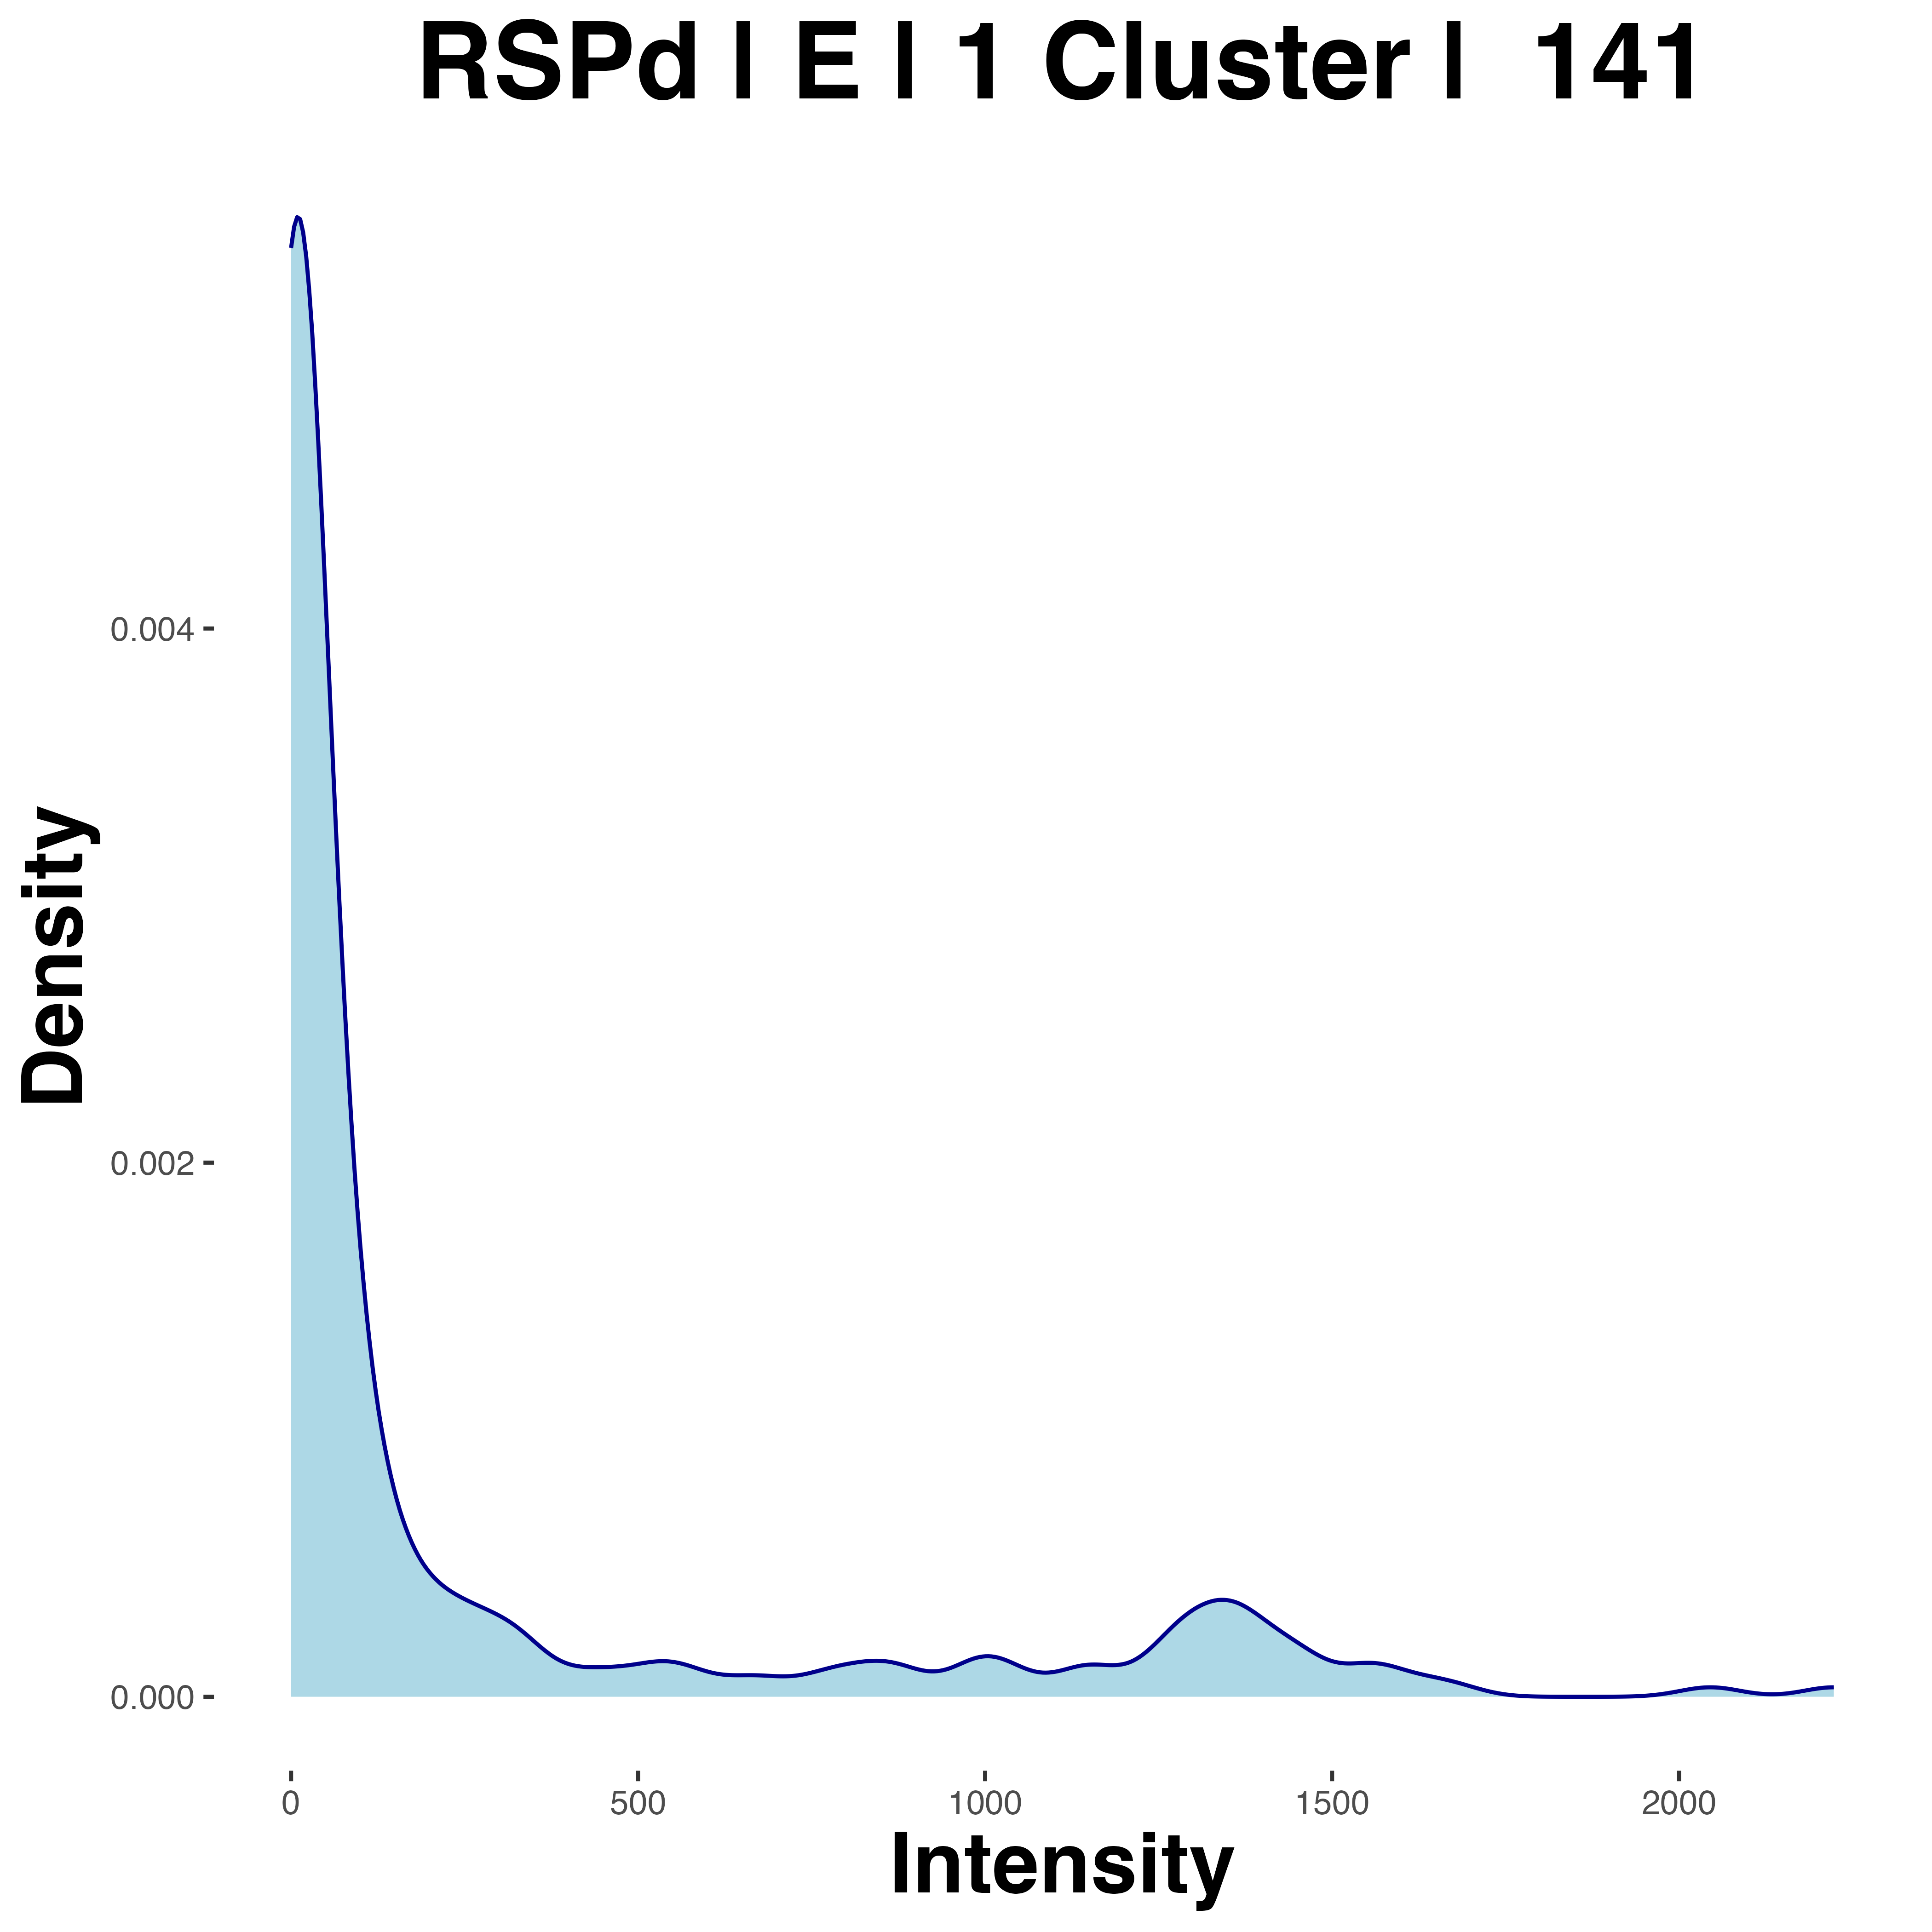 RSPd | E | 1 Cluster | 141
Density
0.004
0.002
0.000
0 500 1000 1500 2000
Intensity